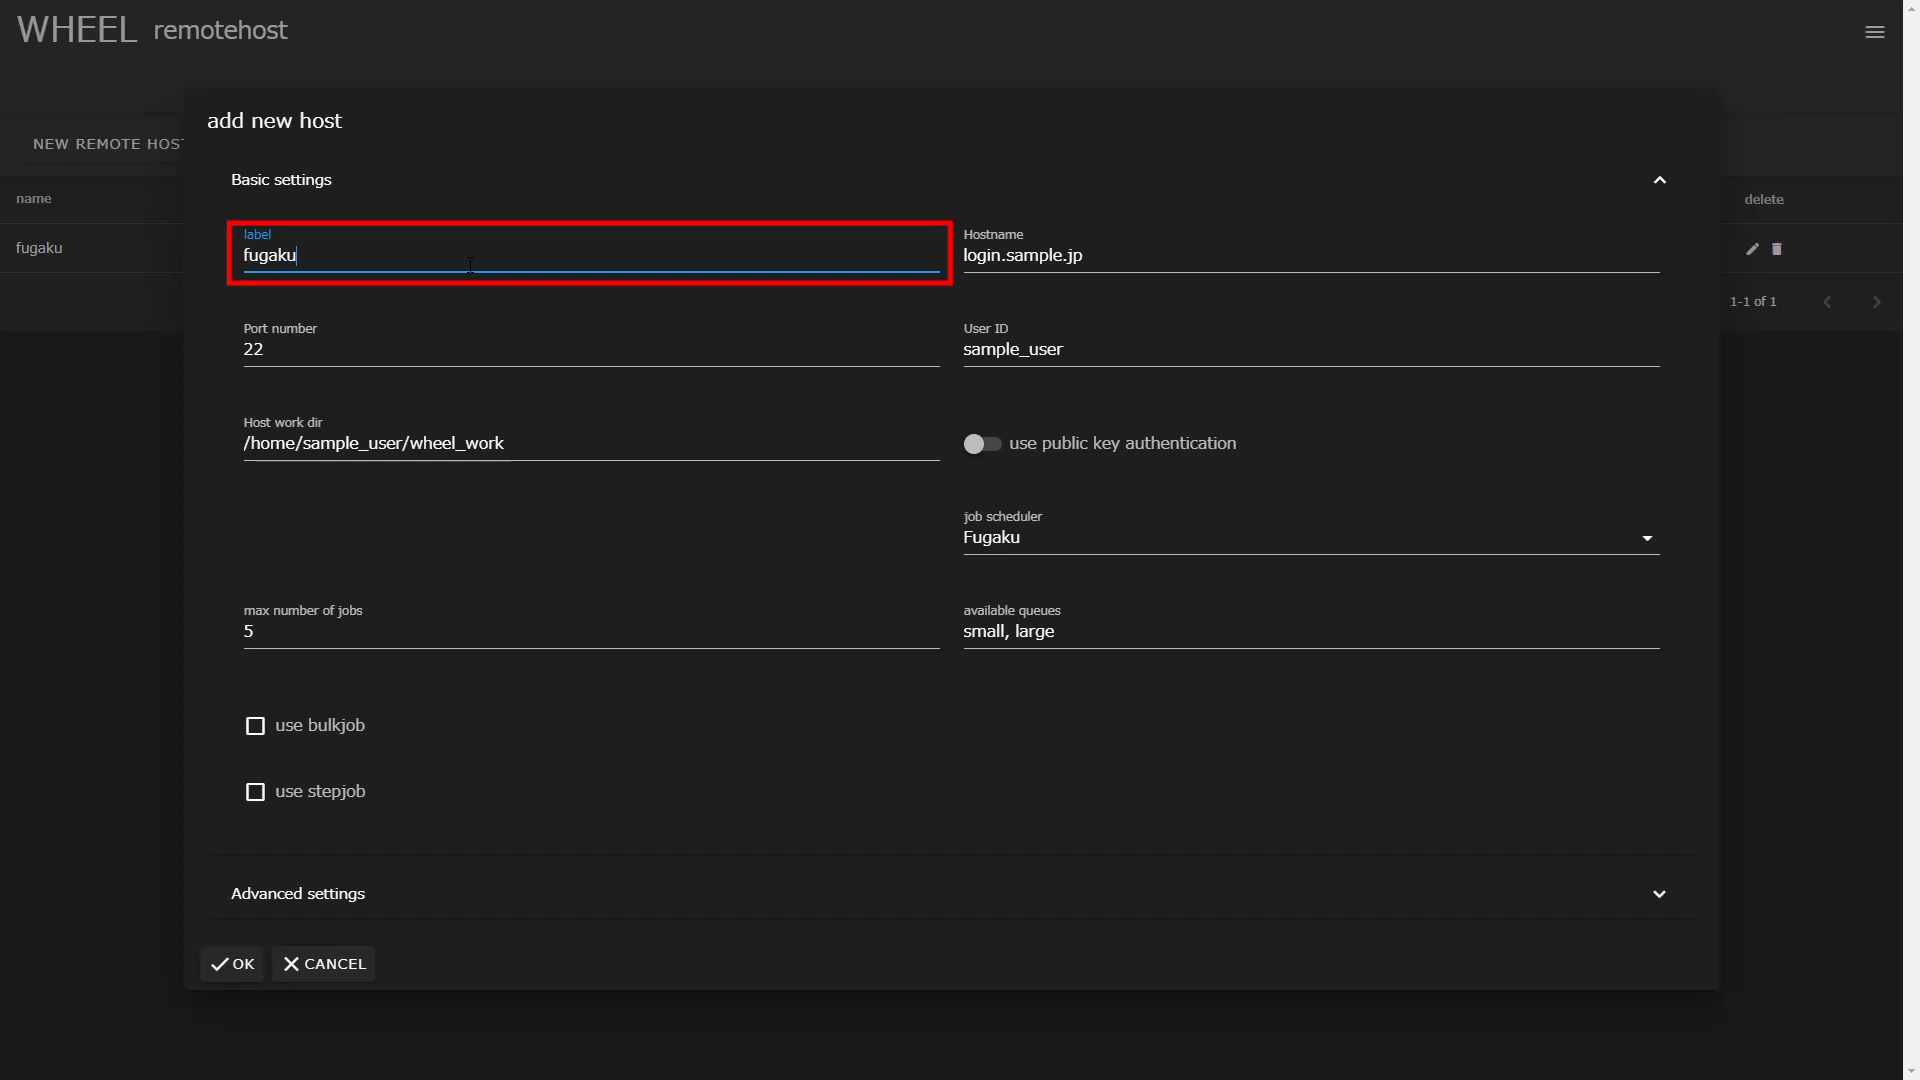 WHEEL remotehost
add new host
NEW REMOTE HOST
Basic settings
name
delete
label
fugaku
Hostname
login.sample.jp
fugaku
1-1 of 1
Port number
22
User ID
sample_user
Host work dir
/home/sample_user/wheel_work
use public key authentication
job scheduler
Fugaku
max number of jobs
5
available queues
small, large
use bulkjob
use stepjob
Advanced settings
OK
CANCEL